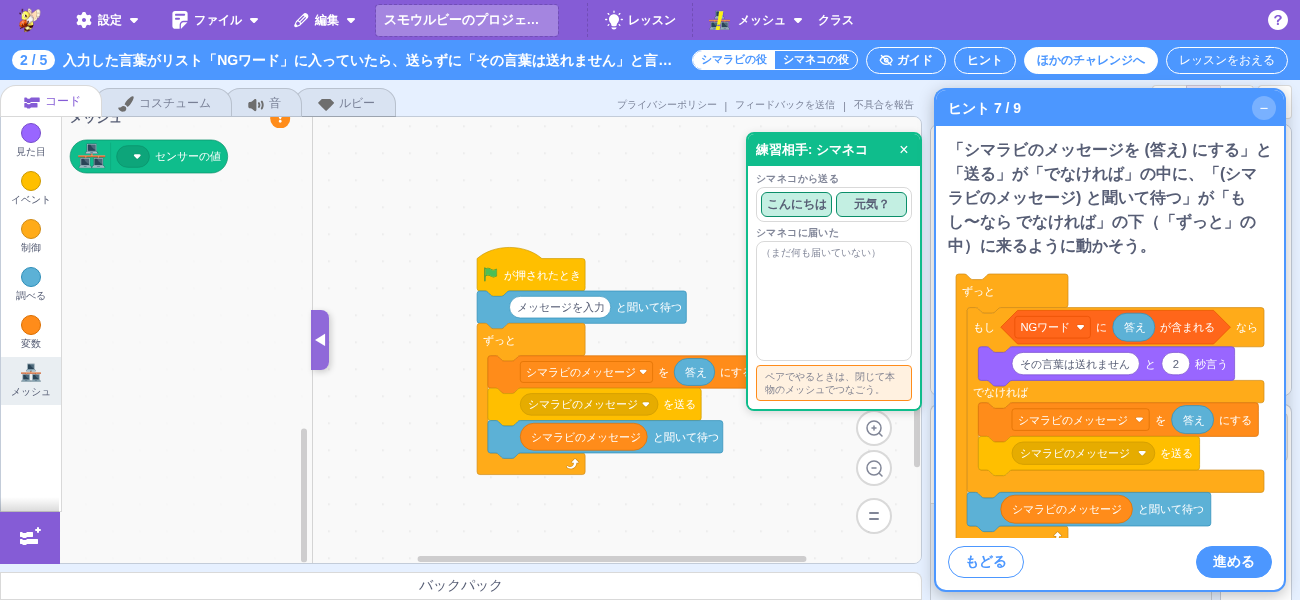 設定
ファイル
編集
スモウルビーのプロジェ…
レッスン
メッシュ
クラス
?
2 / 5
入力した言葉がリスト「NGワード」に入っていたら、送らずに「その言葉は送れません」と言…
シマラビの役
シマネコの役
ガイド
ヒント
ほかのチャレンジへ
レッスンをおえる
コード
コスチューム
音
ルビー
プライバシーポリシー | フィードバックを送信 | 不具合を報告
見た目
イベント
制御
調べる
変数
メッシュ
メッシュ
センサーの値
が押されたとき
メッセージを入力 と聞いて待つ
ずっと
シマラビのメッセージ を 答え にする
シマラビのメッセージ を送る
シマラビのメッセージ と聞いて待つ
練習相手: シマネコ ×
シマネコから送る
こんにちは 元気？
シマネコに届いた
（まだ何も届いていない）
ペアでやるときは、閉じて本
物のメッシュでつなごう。
ヒント 7 / 9
「シマラビのメッセージを (答え) にする」と
「送る」が「でなければ」の中に、「(シマ
ラビのメッセージ) と聞いて待つ」が「も
し〜なら でなければ」の下（「ずっと」の
中）に来るように動かそう。
ずっと
もし NGワード に 答え が含まれる なら
その言葉は送れません と 2 秒言う
でなければ
シマラビのメッセージ を 答え にする
シマラビのメッセージ を送る
シマラビのメッセージ と聞いて待つ
もどる
進める
バックパック